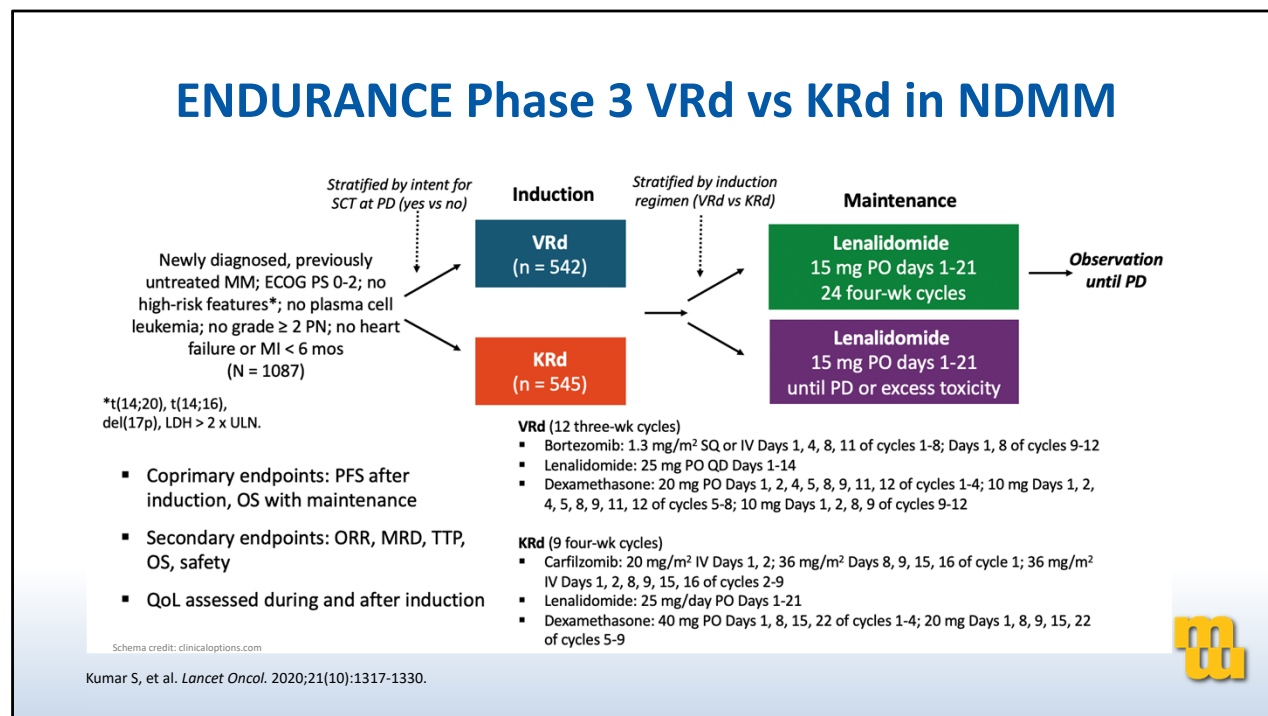 ENDURANCE Phase 3 VRd vs KRd in NDMM
Stratified by intent for
SCT at PD (yes vs no)
Induction
Stratified by induction
regimen (VRd vs KRd)
Maintenance
Newly diagnosed, previously
untreated MM; ECOG PS 0-2; no
high-risk features*; no plasma cell
leukemia; no grade ≥ 2 PN; no heart
failure or MI < 6 mos
(N = 1087)
VRd
(n = 542)
KRd
(n = 545)
Lenalidomide
15 mg PO days 1-21
24 four-wk cycles
Lenalidomide
15 mg PO days 1-21
until PD or excess toxicity
Observation
until PD
*t(14;20), t(14;16),
del(17p), LDH > 2 x ULN.
▪ Coprimary endpoints: PFS after
induction, OS with maintenance
▪ Secondary endpoints: ORR, MRD, TTP,
OS, safety
▪ QoL assessed during and after induction
VRd (12 three-wk cycles)
▪ Bortezomib: 1.3 mg/m² SQ or IV Days 1, 4, 8, 11 of cycles 1-8; Days 1, 8 of cycles 9-12
▪ Lenalidomide: 25 mg PO QD Days 1-14
▪ Dexamethasone: 20 mg PO Days 1, 2, 4, 5, 8, 9, 11, 12 of cycles 1-4; 10 mg Days 1, 2,
4, 5, 8, 9, 11, 12 of cycles 5-8; 10 mg Days 1, 2, 8, 9 of cycles 9-12
KRd (9 four-wk cycles)
▪ Carfilzomib: 20 mg/m² IV Days 1, 2; 36 mg/m² Days 8, 9, 15, 16 of cycle 1; 36 mg/m²
IV Days 1, 2, 8, 9, 15, 16 of cycles 2-9
▪ Lenalidomide: 25 mg/day PO Days 1-21
▪ Dexamethasone: 40 mg PO Days 1, 8, 15, 22 of cycles 1-4; 20 mg Days 1, 8, 9, 15, 22
of cycles 5-9
Schema credit: clinicaloptions.com
Kumar S, et al. Lancet Oncol. 2020;21(10):1317-1330.
mu